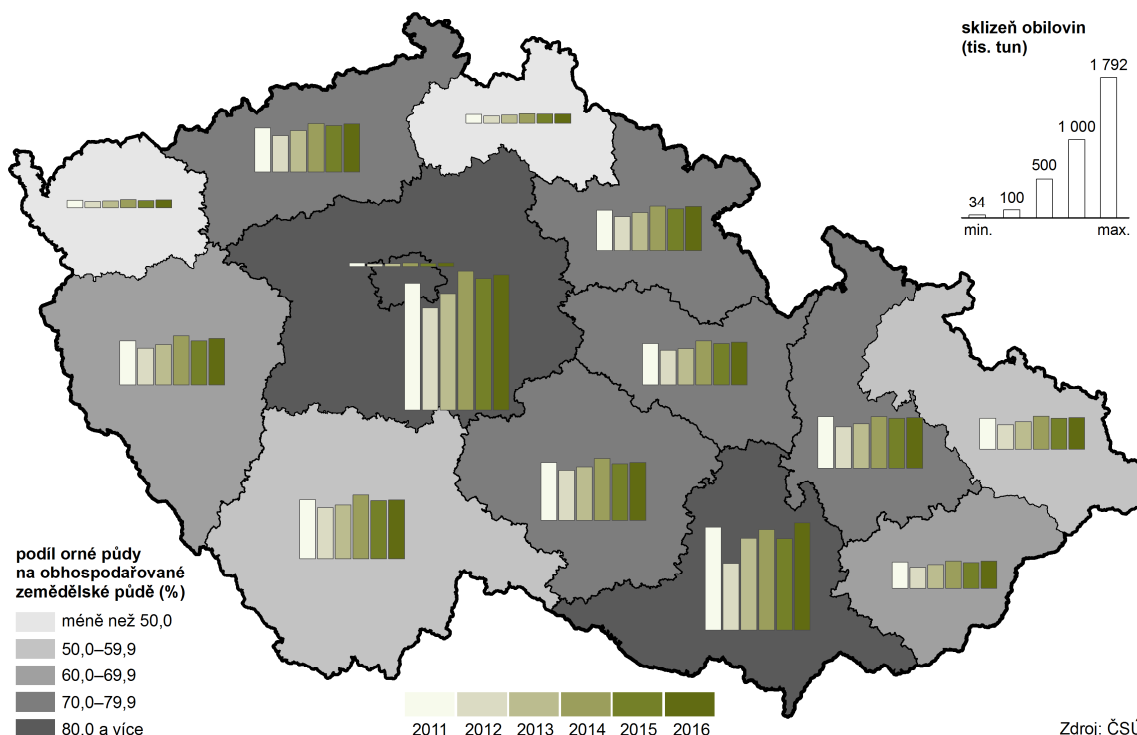 sklizeň obilovin
(tis. tun)
1 792
1 000
500
100
34
min.
max.
podíl orné půdy
na obhospodařované
zemědělské půdě (%)
méně než 50,0
50,0–59,9
60,0–69,9
70,0–79,9
80,0 a více
2011 2012 2013 2014 2015 2016
Zdroj: ČSÚ